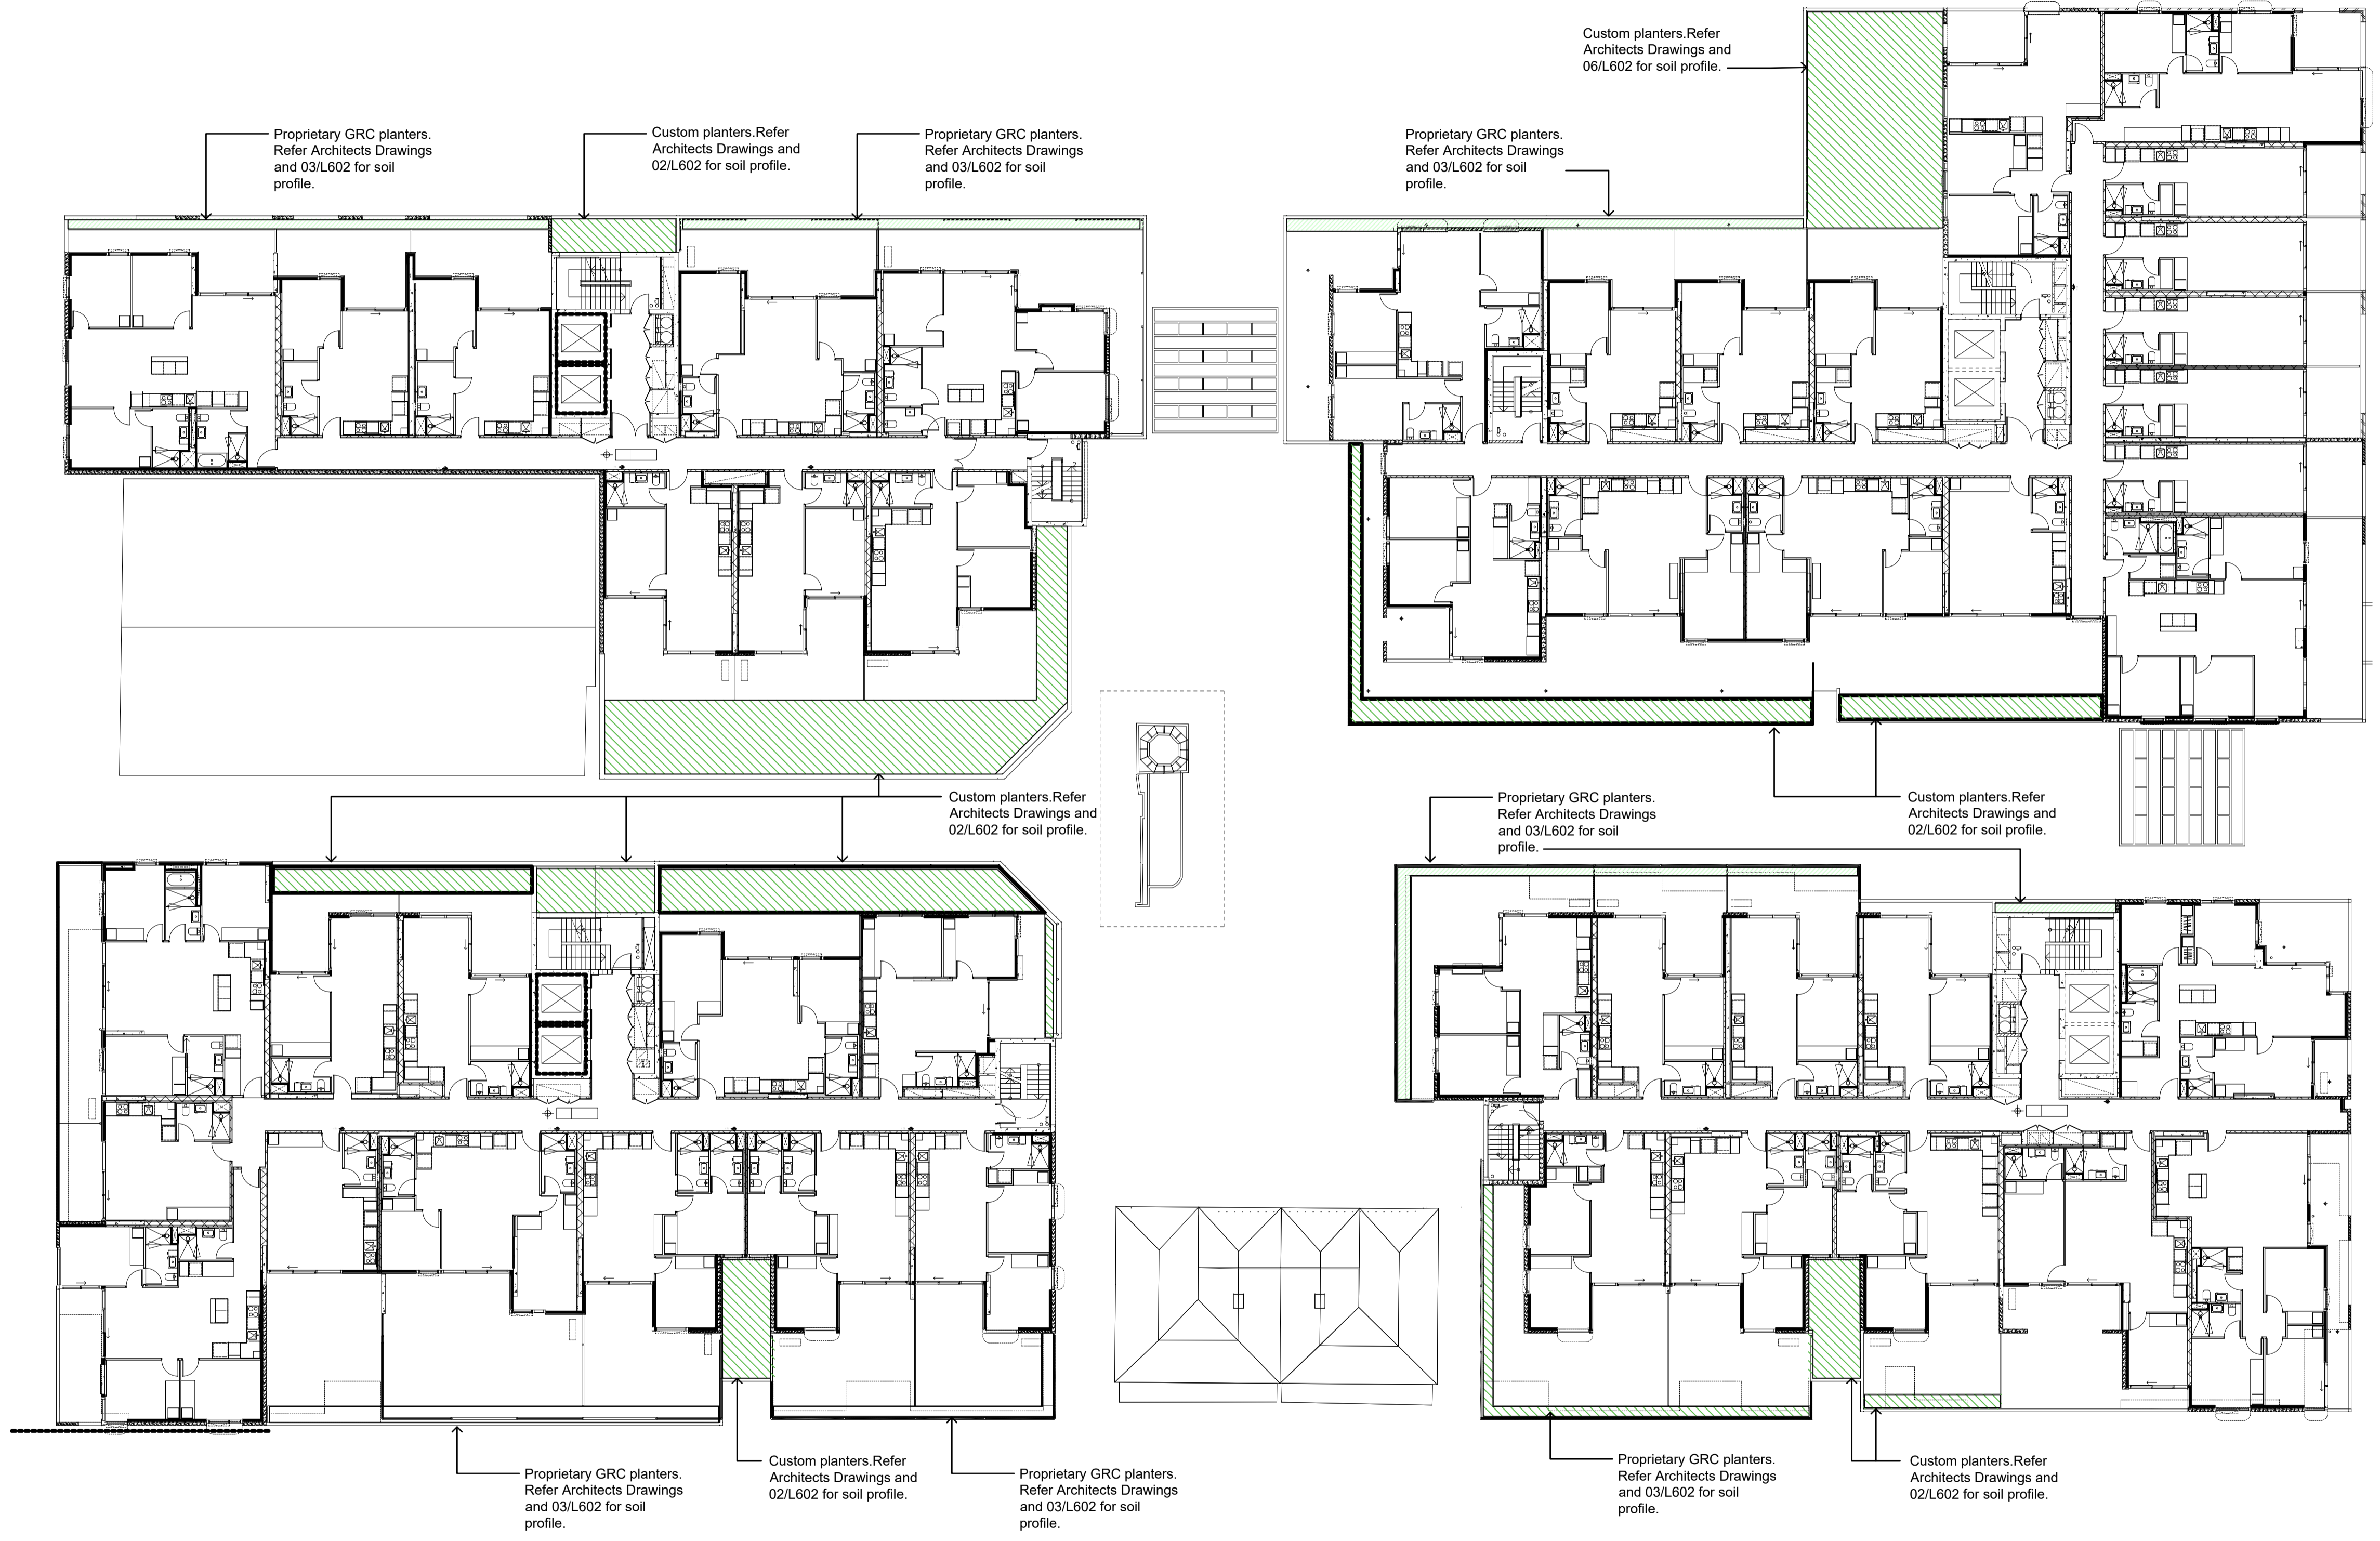 Custom planters.Refer
Architects Drawings and
06/L602 for soil profile.
Proprietary GRC planters.
Refer Architects Drawings
and 03/L602 for soil
profile.
Custom planters.Refer
Architects Drawings and
02/L602 for soil profile.
Proprietary GRC planters.
Refer Architects Drawings
and 03/L602 for soil
profile.
Proprietary GRC planters.
Refer Architects Drawings
and 03/L602 for soil
profile.
Custom planters.Refer
Architects Drawings and
02/L602 for soil profile.
Proprietary GRC planters.
Refer Architects Drawings
and 03/L602 for soil
profile.
Custom planters.Refer
Architects Drawings and
02/L602 for soil profile.
Proprietary GRC planters.
Refer Architects Drawings
and 03/L602 for soil
profile.
Custom planters.Refer
Architects Drawings and
02/L602 for soil profile.
Proprietary GRC planters.
Refer Architects Drawings
and 03/L602 for soil
profile.
Proprietary GRC planters.
Refer Architects Drawings
and 03/L602 for soil
profile.
Custom planters.Refer
Architects Drawings and
02/L602 for soil profile.